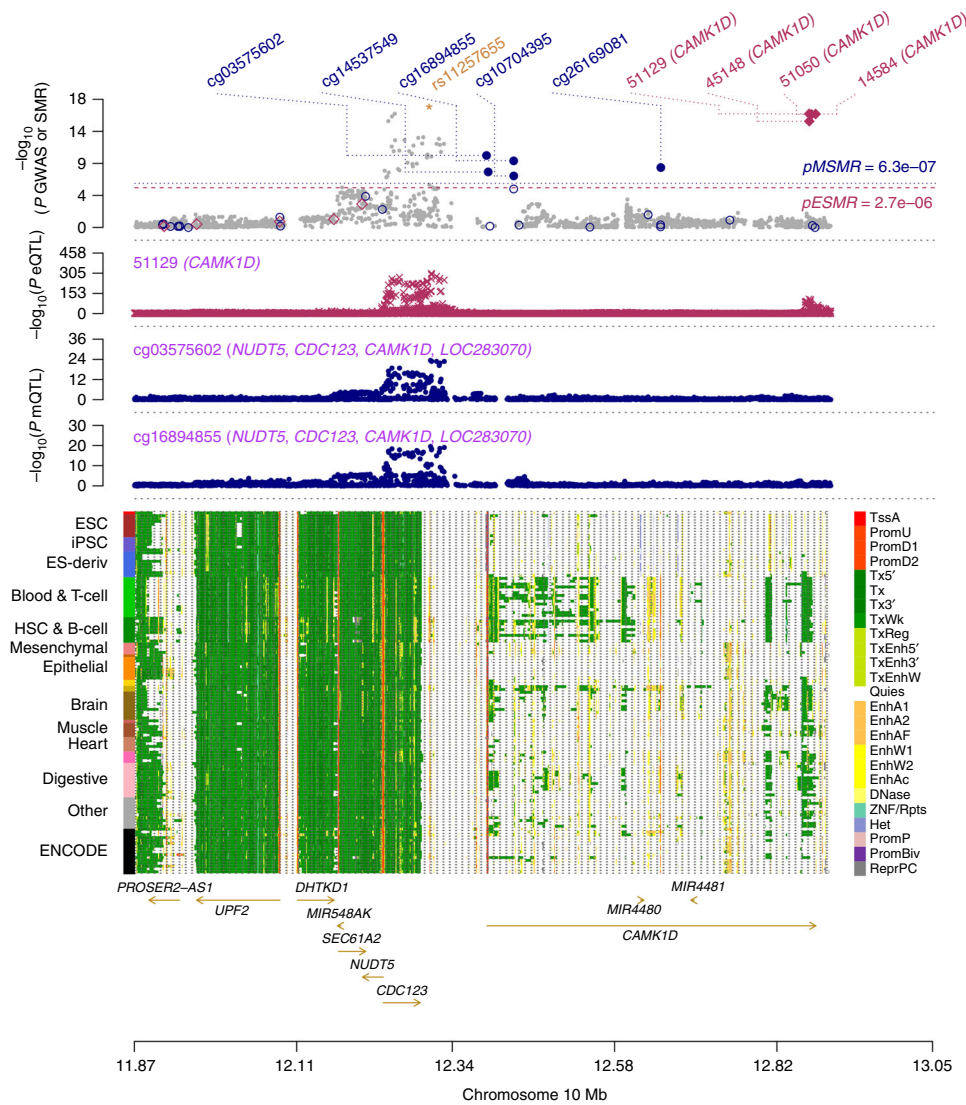 cg03575602
cg14537549
cg16894855
rs11257655
cg10704395
cg26169081
51129 (CAMK1D)
45148 (CAMK1D)
51050 (CAMK1D)
14584 (CAMK1D)
−log10
(P GWAS or SMR)
18
14
9
4
0
pMSMR = 6.3e−07
pESMR = 2.7e−06
−log10(P eQTL)
458
305
153
0
51129 (CAMK1D)
−log10(P mQTL)
36
24
12
0
cg03575602 (NUDT5, CDC123, CAMK1D, LOC283070)
30
20
10
0
cg16894855 (NUDT5, CDC123, CAMK1D, LOC283070)
ESC
iPSC
ES-deriv
Blood & T-cell
HSC & B-cell
Mesenchymal
Epithelial
Brain
Muscle
Heart
Digestive
Other
ENCODE
TssA
PromU
PromD1
PromD2
Tx5′
Tx
Tx3′
TxWk
TxReg
TxEnh5′
TxEnh3′
TxEnhW
Quies
EnhA1
EnhA2
EnhAF
EnhW1
EnhW2
EnhAc
DNase
ZNF/Rpts
Het
PromP
PromBiv
ReprPC
PROSER2−AS1
DHTKD1
MIR4481
UPF2
MIR548AK
MIR4480
SEC61A2
CAMK1D
NUDT5
CDC123
11.87 12.11 12.34 12.58 12.82 13.05
Chromosome 10 Mb